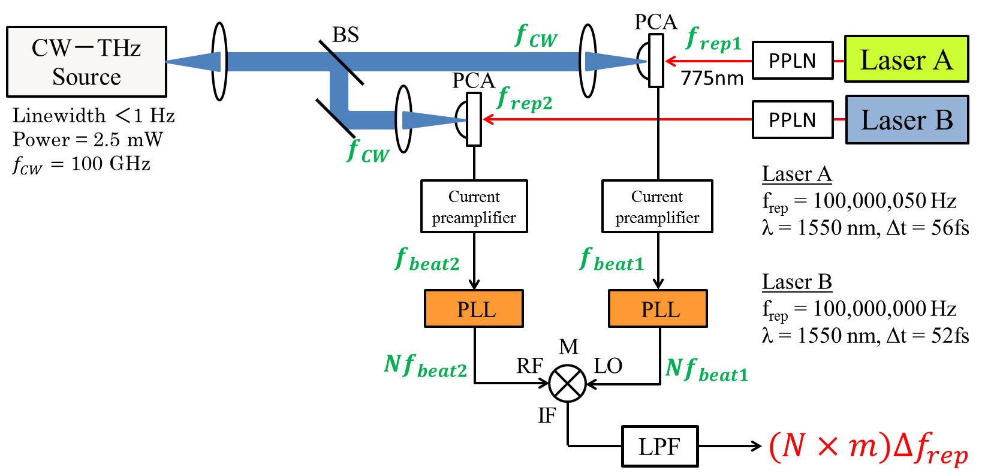 CW－THz
Source
Linewidth ＜1 Hz
Power = 2.5 mW
f_CW = 100 GHz
BS
f_CW
PCA
f_rep1
775nm
PPLN
Laser A
PCA
f_rep2
PPLN
Laser B
f_CW
Current
preamplifier
Current
preamplifier
Laser A
f_rep = 100,000,050 Hz
λ = 1550 nm, Δt = 56fs
f_beat2
f_beat1
Laser B
f_rep = 100,000,000 Hz
λ = 1550 nm, Δt = 52fs
PLL
PLL
M
Nf_beat2
RF
LO
Nf_beat1
IF
LPF
(N × m)Δf_rep